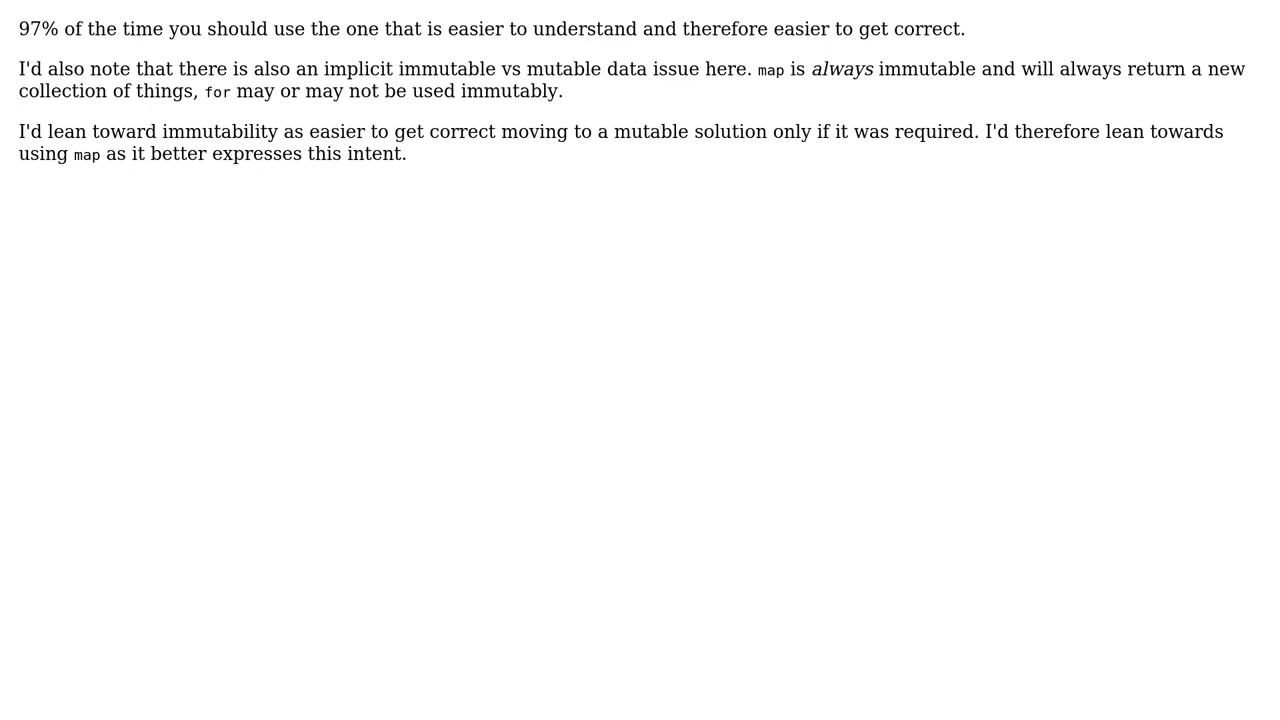 97% of the time you should use the one that is easier to understand and therefore easier to get correct.
I'd also note that there is also an implicit immutable vs mutable data issue here. map is always immutable and will always return a new
collection of things, for may or may not be used immutably.
I'd lean toward immutability as easier to get correct moving to a mutable solution only if it was required. I'd therefore lean towards
using map as it better expresses this intent.